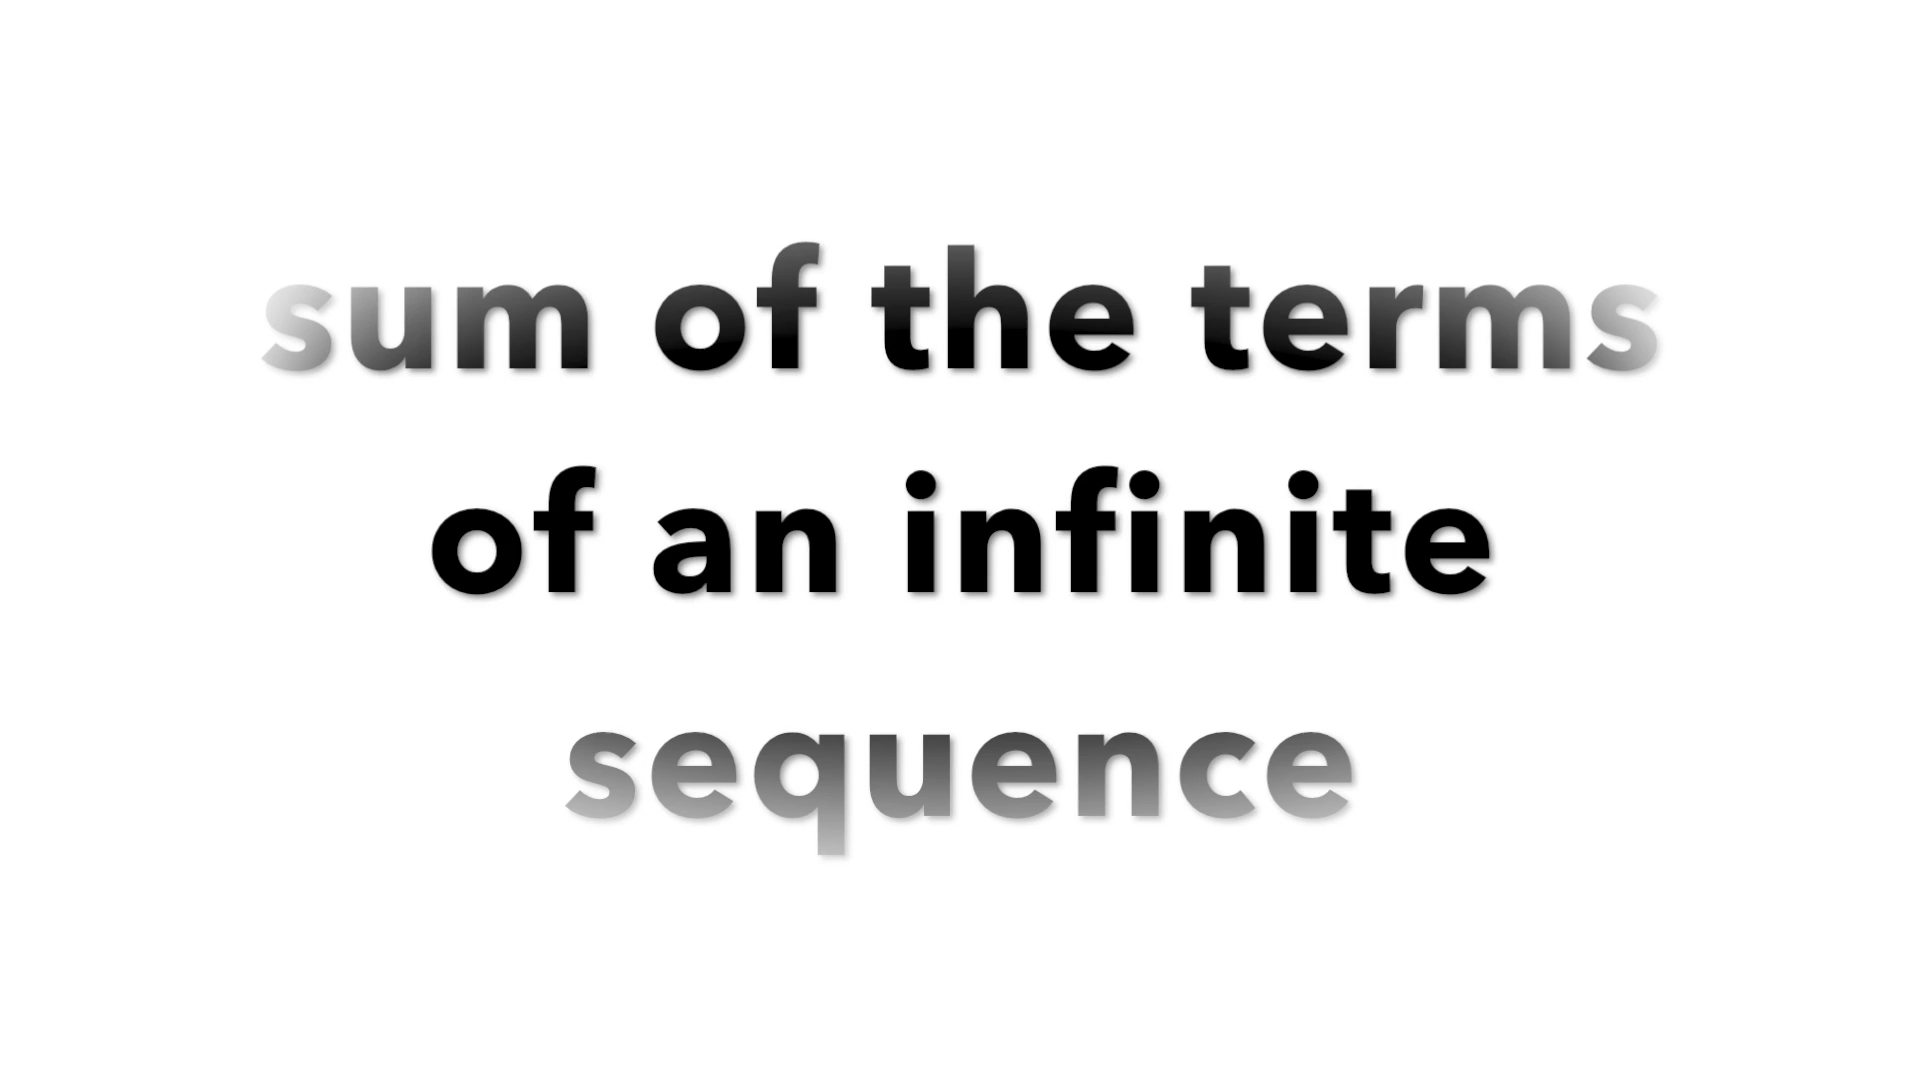 sum of the terms
of an infinite
sequence